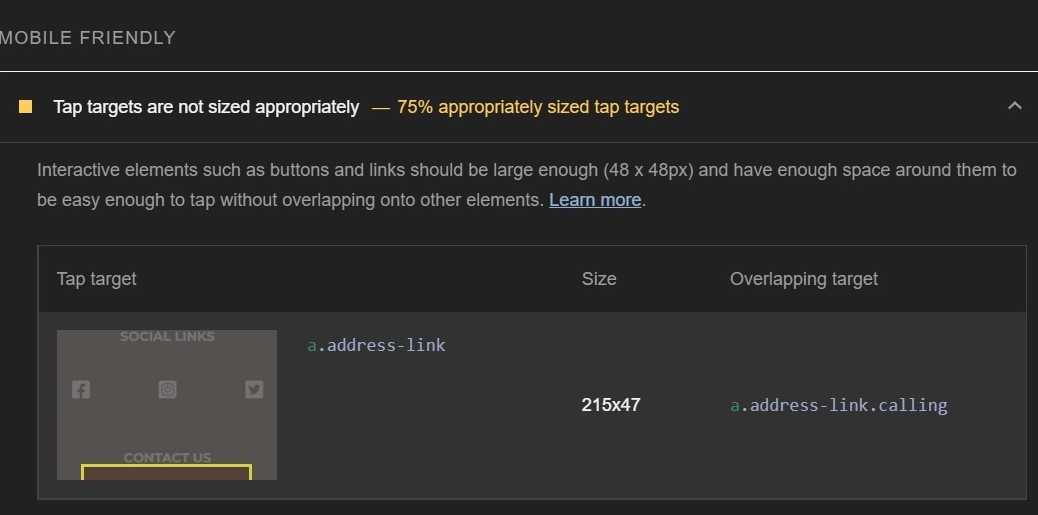 MOBILE FRIENDLY
Tap targets are not sized appropriately — 75% appropriately sized tap targets
Interactive elements such as buttons and links should be large enough (48 x 48px) and have enough space around them to
be easy enough to tap without overlapping onto other elements. Learn more.
Tap target Size Overlapping target
SOCIAL LINKS
CONTACT US
a.address-link
215x47
a.address-link.calling